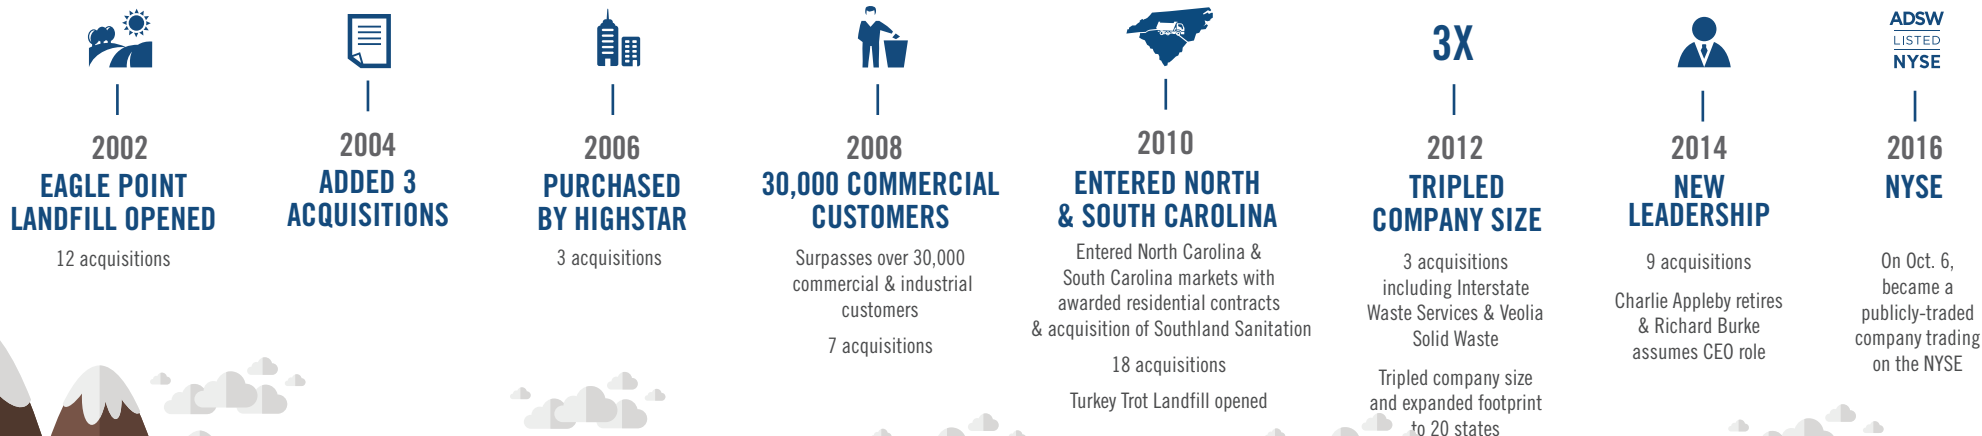 2002
EAGLE POINT
LANDFILL OPENED
12 acquisitions
2004
ADDED 3
ACQUISITIONS
2006
PURCHASED
BY HIGHSTAR
3 acquisitions
2008
30,000 COMMERCIAL
CUSTOMERS
Surpasses over 30,000
commercial & industrial
customers
7 acquisitions
2010
ENTERED NORTH
& SOUTH CAROLINA
Entered North Carolina &
South Carolina markets with
awarded residential contracts
& acquisition of Southland Sanitation
18 acquisitions
Turkey Trot Landfill opened
3X
2012
TRIPLED
COMPANY SIZE
3 acquisitions
including Interstate
Waste Services & Veolia
Solid Waste
Tripled company size
and expanded footprint
to 20 states
2014
NEW
LEADERSHIP
9 acquisitions
Charlie Appleby retires
& Richard Burke
assumes CEO role
ADSW
LISTED
NYSE
2016
NYSE
On Oct. 6,
became a
publicly-traded
company trading
on the NYSE